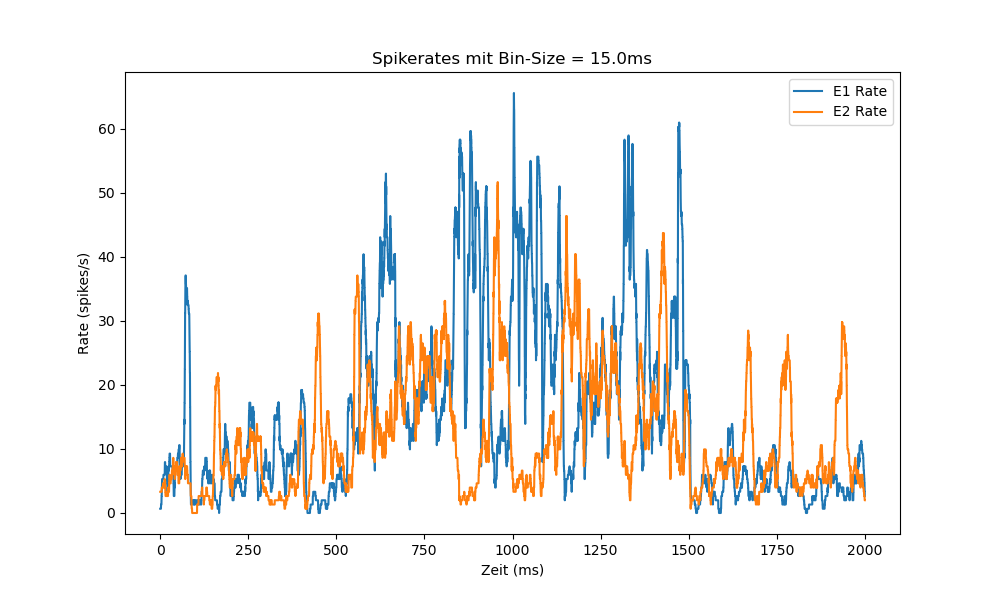 Spikerates mit Bin-Size = 15.0ms
E1 Rate
E2 Rate
Rate (spikes/s)
60
50
40
30
20
10
0
0 250 500 750 1000 1250 1500 1750 2000
Zeit (ms)